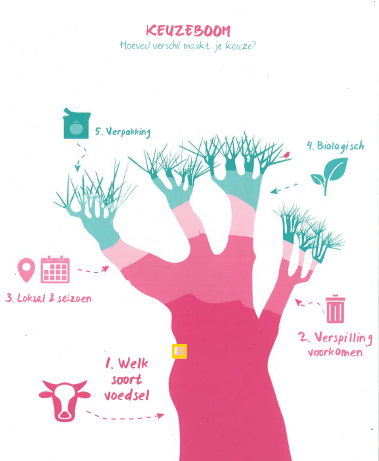 KEUZEBOOM
Hoeveel verschil maakt je keuze?
5. Verpakking
4. Biologisch
3. Lokaal & seizoen
2. Verspilling
voorkomen
1. Welk
soort
voedsel